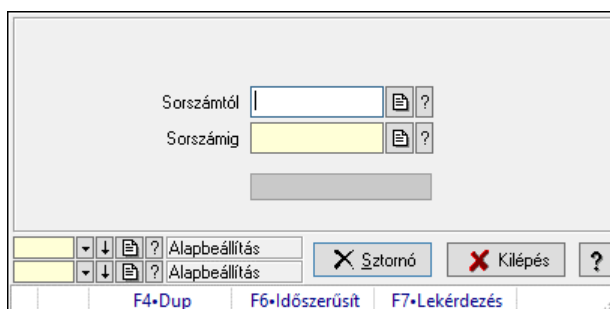 Sorszámtól ?
Sorszámig ?
? Alapbeállítás
? Alapbeállítás
Sztornó Kilépés ?
F4•Dup F6•Időszerűsít F7•Lekérdezés